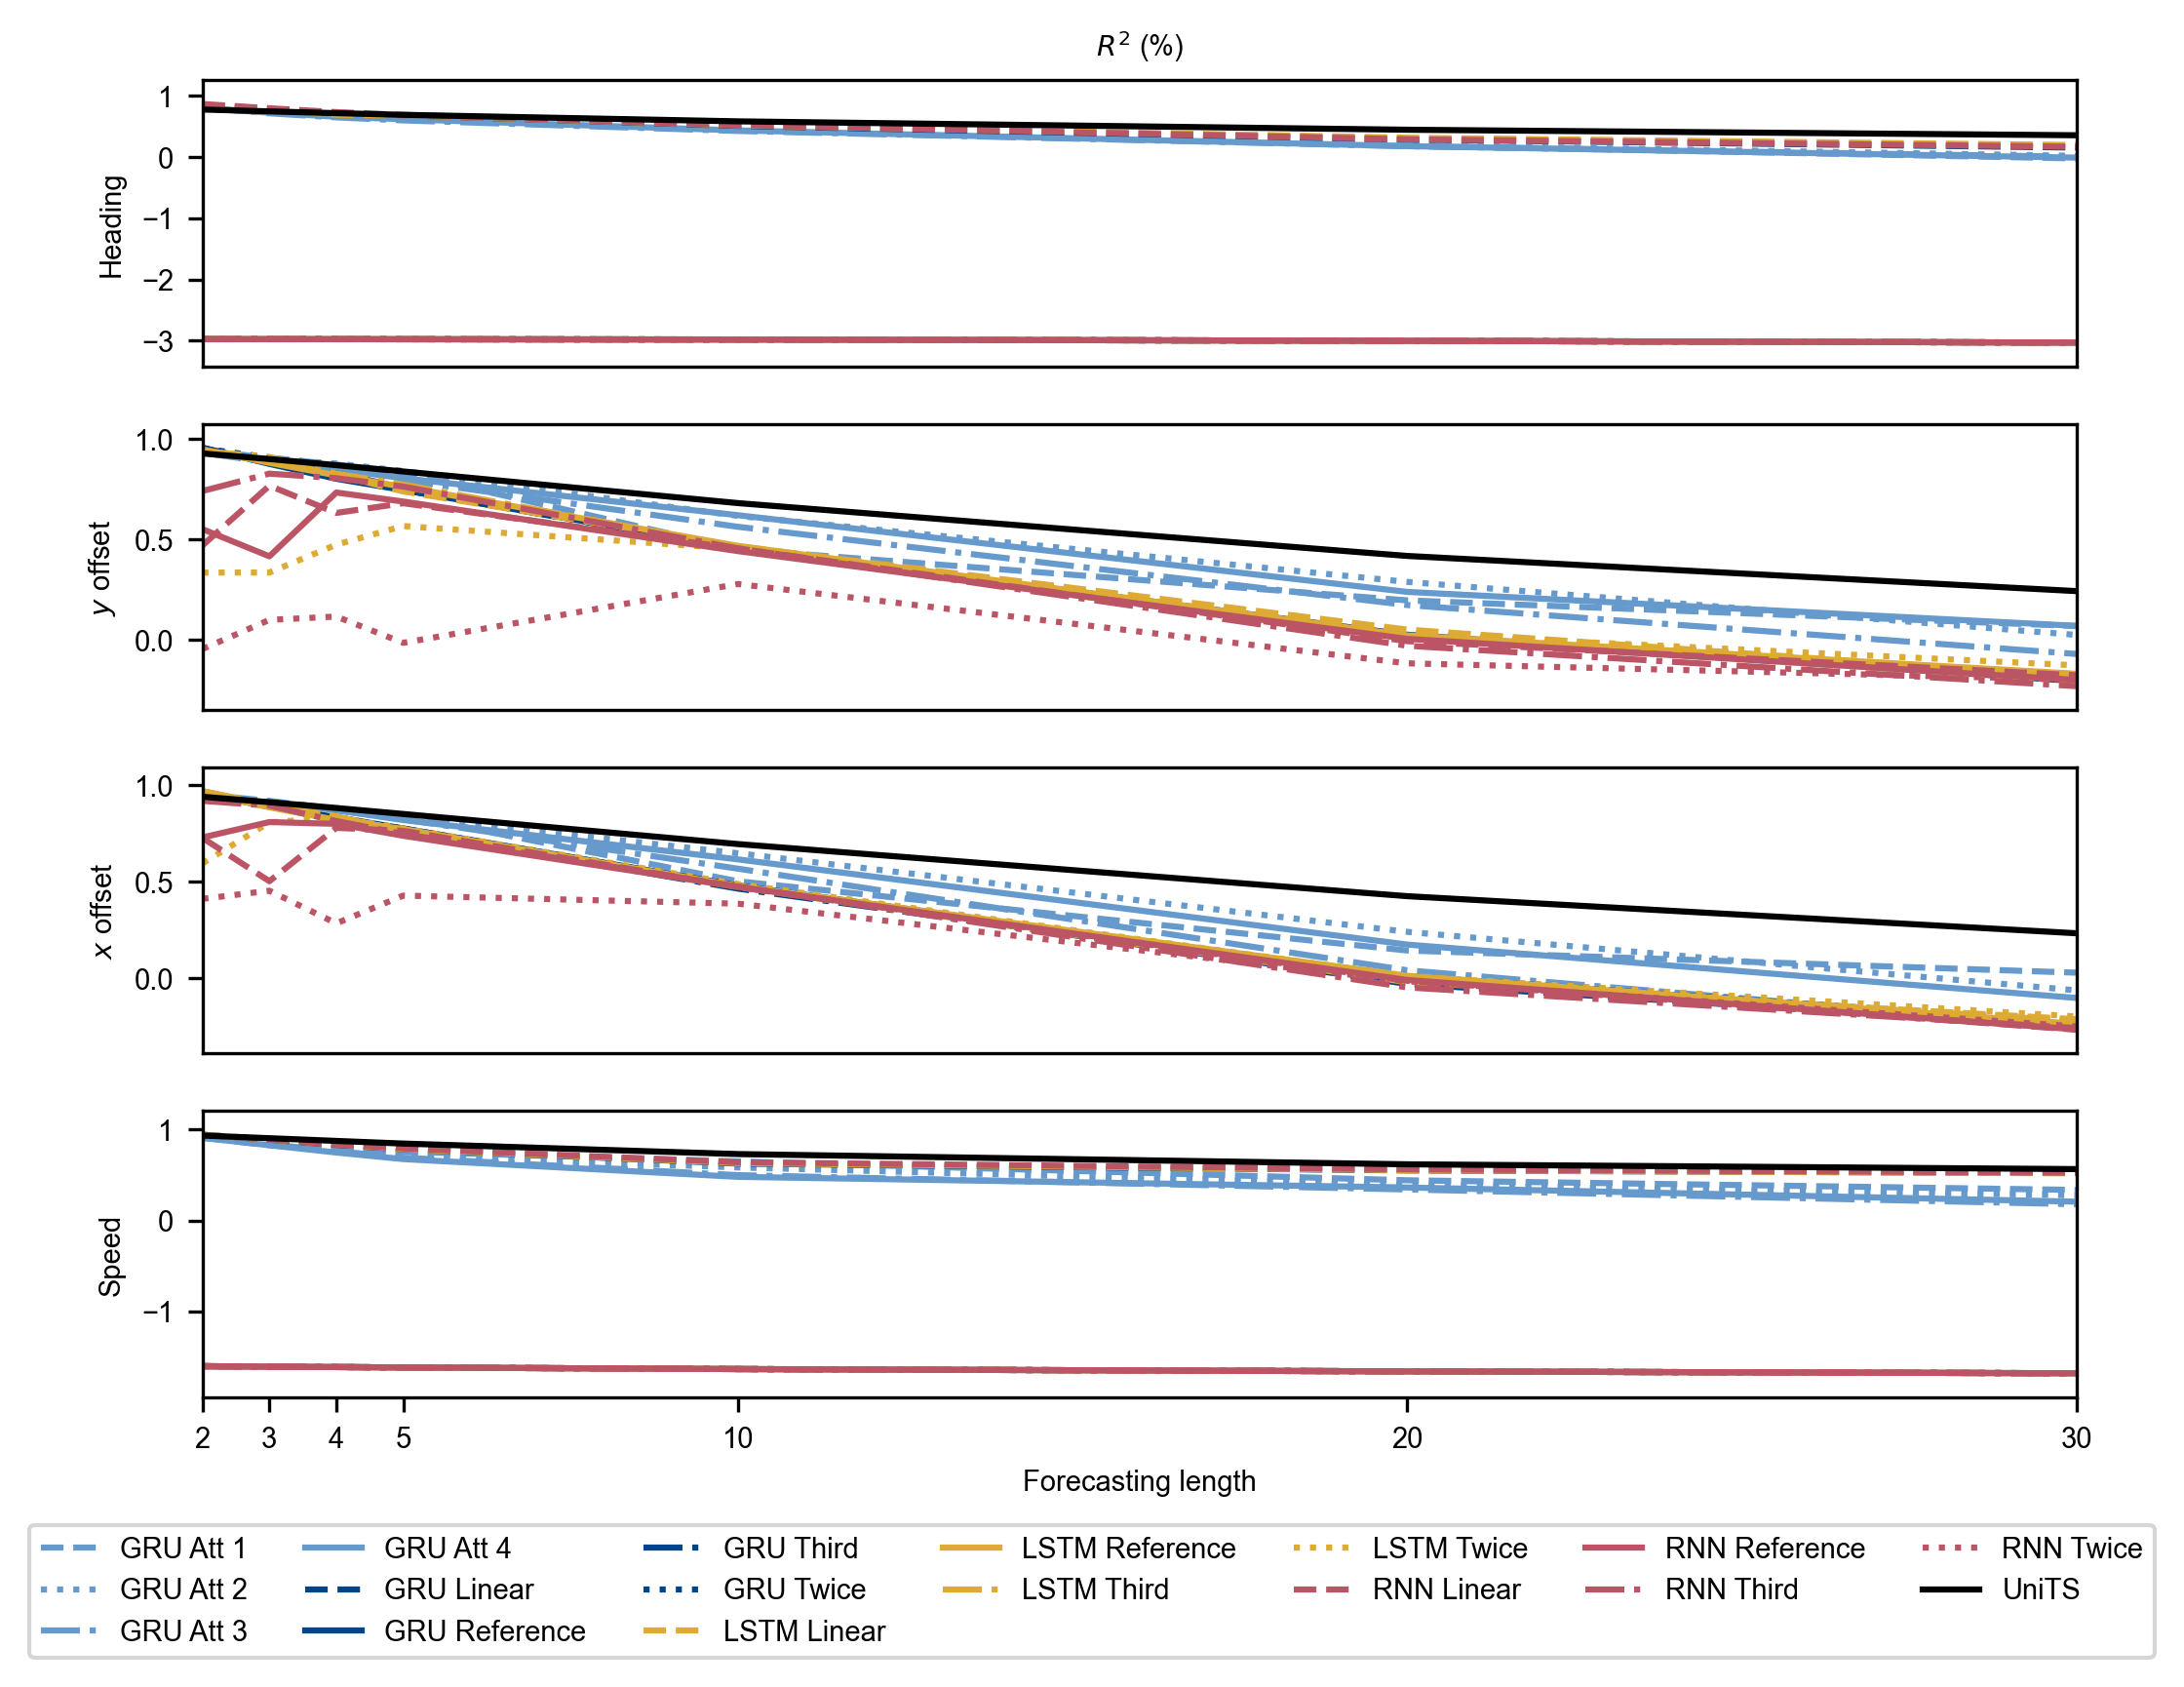 R² (%)
1
0
−1
−2
−3
Heading
1.0
0.5
0.0
y offset
1.0
0.5
0.0
x offset
1
0
−1
Speed
2 3 4 5 10 20 30
Forecasting length
GRU Att 1 GRU Att 4 GRU Third LSTM Reference LSTM Twice RNN Reference RNN Twice
GRU Att 2 GRU Linear GRU Twice LSTM Third RNN Linear RNN Third UniTS
GRU Att 3 GRU Reference LSTM Linear